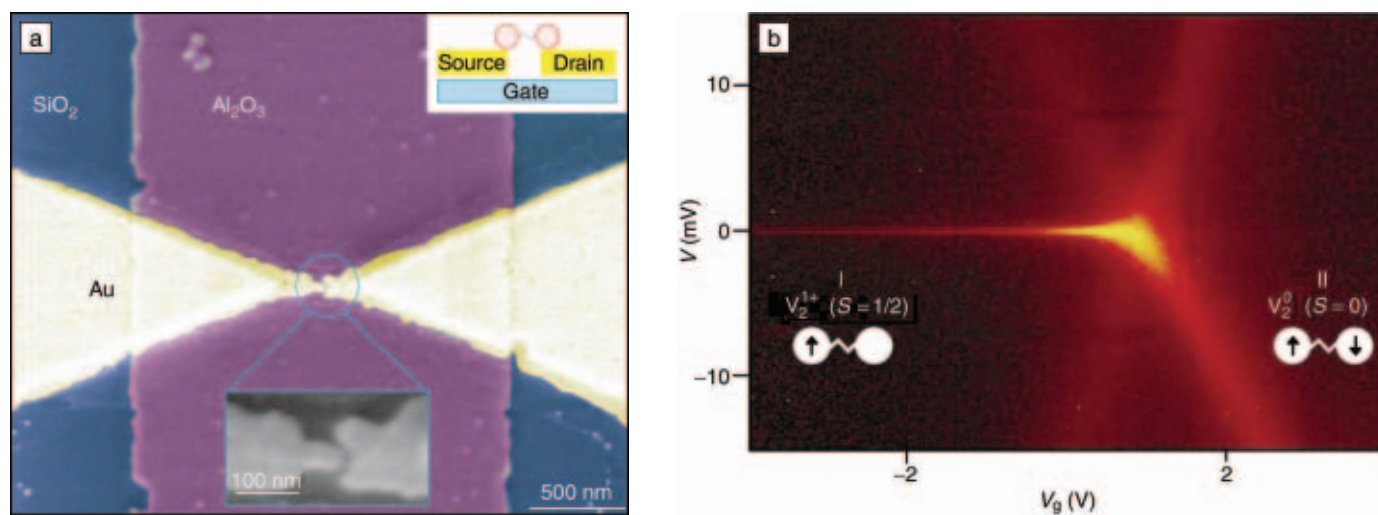 a
Source Drain
Gate
SiO₂
Al₂O₃
Au
100 nm
500 nm
b
V (mV)
10
0
−10
I
V₂¹⁺ (S = 1/2)
II
V₂⁰ (S = 0)
−2
2
V_g (V)